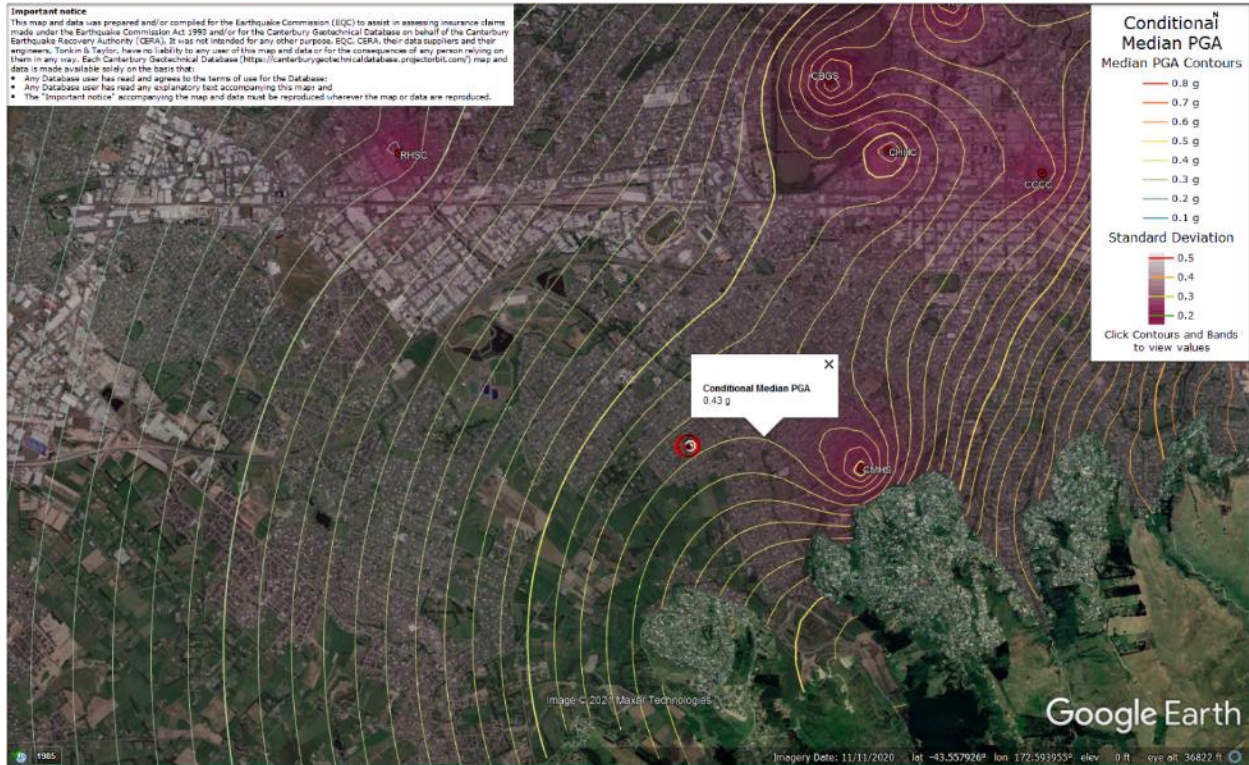 Important notice
This map and data was prepared and/or compiled for the Earthquake Commission (EQC) to assist in assessing insurance claims
made under the Earthquake Commission Act 1993 and/or for the Canterbury Geotechnical Database on behalf of the Canterbury
Earthquake Recovery Authority (CERA). It was not intended for any other purpose. EQC, CERA, their data suppliers and their
engineers, Tonkin & Taylor, have no liability to any user of this map and data or for the consequences of any person relying on
them in any way. Each Canterbury Geotechnical Database (https://canterburygeotechnicaldatabase.projectorbit.com/) map and
data is made available solely on the basis that:
• Any Database user has read and agrees to the terms of use for the Database;
• Any Database user has read any explanatory text accompanying this map; and
• The "Important notice" accompanying the map and data must be reproduced wherever the map or data are reproduced.
N
Conditional
Median PGA
Median PGA Contours
0.8 g
0.7 g
0.6 g
0.5 g
0.4 g
0.3 g
0.2 g
0.1 g
Standard Deviation
0.5
0.4
0.3
0.2
Click Contours and Bands
to view values
CBGS
RHSC
CHHC
CCCC
Conditional Median PGA
0.43 g
CMHS
Image © 2021 Maxar Technologies
Google Earth
1985
Imagery Date: 11/11/2020 lat -43.557926° lon 172.593955° elev 0 ft eye alt 36822 ft